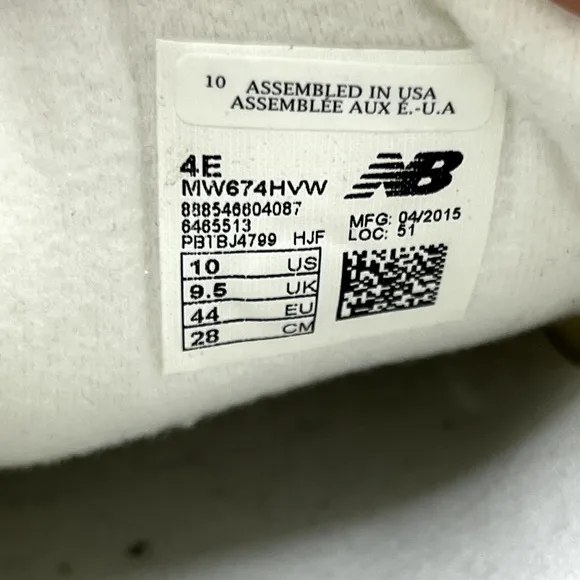 10 ASSEMBLED IN USA
ASSEMBLÉE AUX É.-U.A
4E
MW674HVW
888546604087
6465513
PB1BJ4799 HJF
NB
MFG: 04/2015
LOC: 51
10 US
9.5 UK
44 EU
28 CM